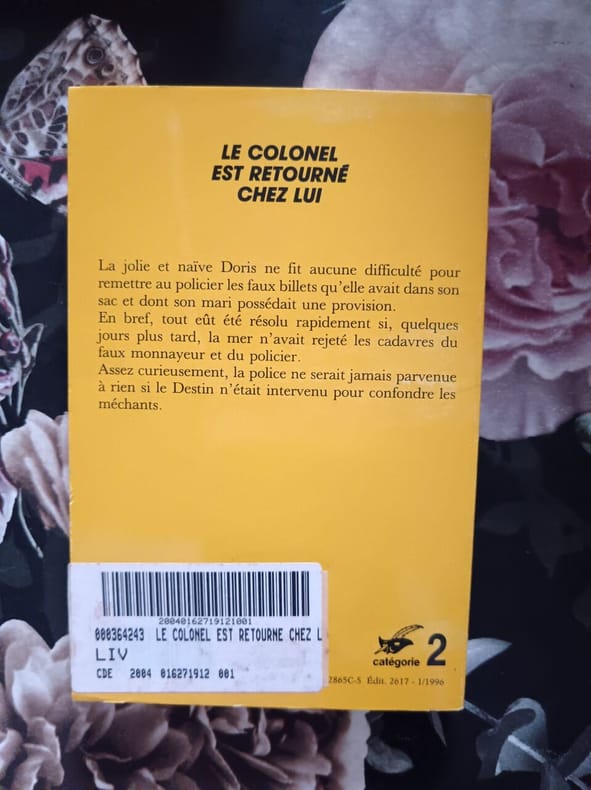 LE COLONEL
EST RETOURNÉ
CHEZ LUI
La jolie et naïve Doris ne fit aucune difficulté pour
remettre au policier les faux billets qu'elle avait dans son
sac et dont son mari possédait une provision.
En bref, tout eût été résolu rapidement si, quelques
jours plus tard, la mer n'avait rejeté les cadavres du
faux monnayeur et du policier.
Assez curieusement, la police ne serait jamais parvenue
à rien si le Destin n'était intervenu pour confondre les
méchants.
20040162719121001
000364243 LE COLONEL EST RETOURNE CHEZ L
LIV
CDE 2004 016271912 001
catégorie 2
2865C-5 Édit. 2617 - 1/1996